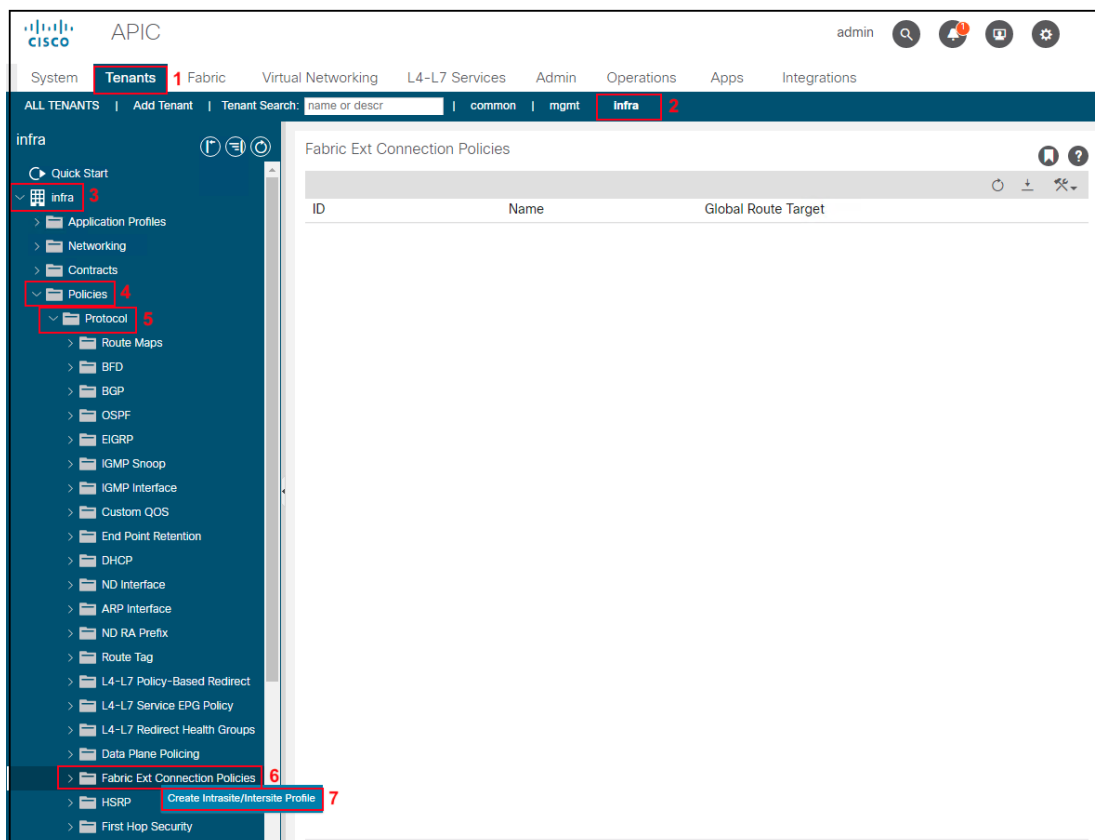 CISCO
APIC
admin
1
System Tenants 1 Fabric Virtual Networking L4-L7 Services Admin Operations Apps Integrations
ALL TENANTS | Add Tenant | Tenant Search: name or descr | common | mgmt infra 2
infra
Quick Start
infra 3
Application Profiles
Networking
Contracts
Policies 4
Protocol 5
Route Maps
BFD
BGP
OSPF
EIGRP
IGMP Snoop
IGMP Interface
Custom QOS
End Point Retention
DHCP
ND Interface
ARP Interface
ND RA Prefix
Route Tag
L4-L7 Policy-Based Redirect
L4-L7 Service EPG Policy
L4-L7 Redirect Health Groups
Data Plane Policing
Fabric Ext Connection Policies 6
Create Intrasite/Intersite Profile 7
HSRP
First Hop Security
Fabric Ext Connection Policies
?
ID Name Global Route Target